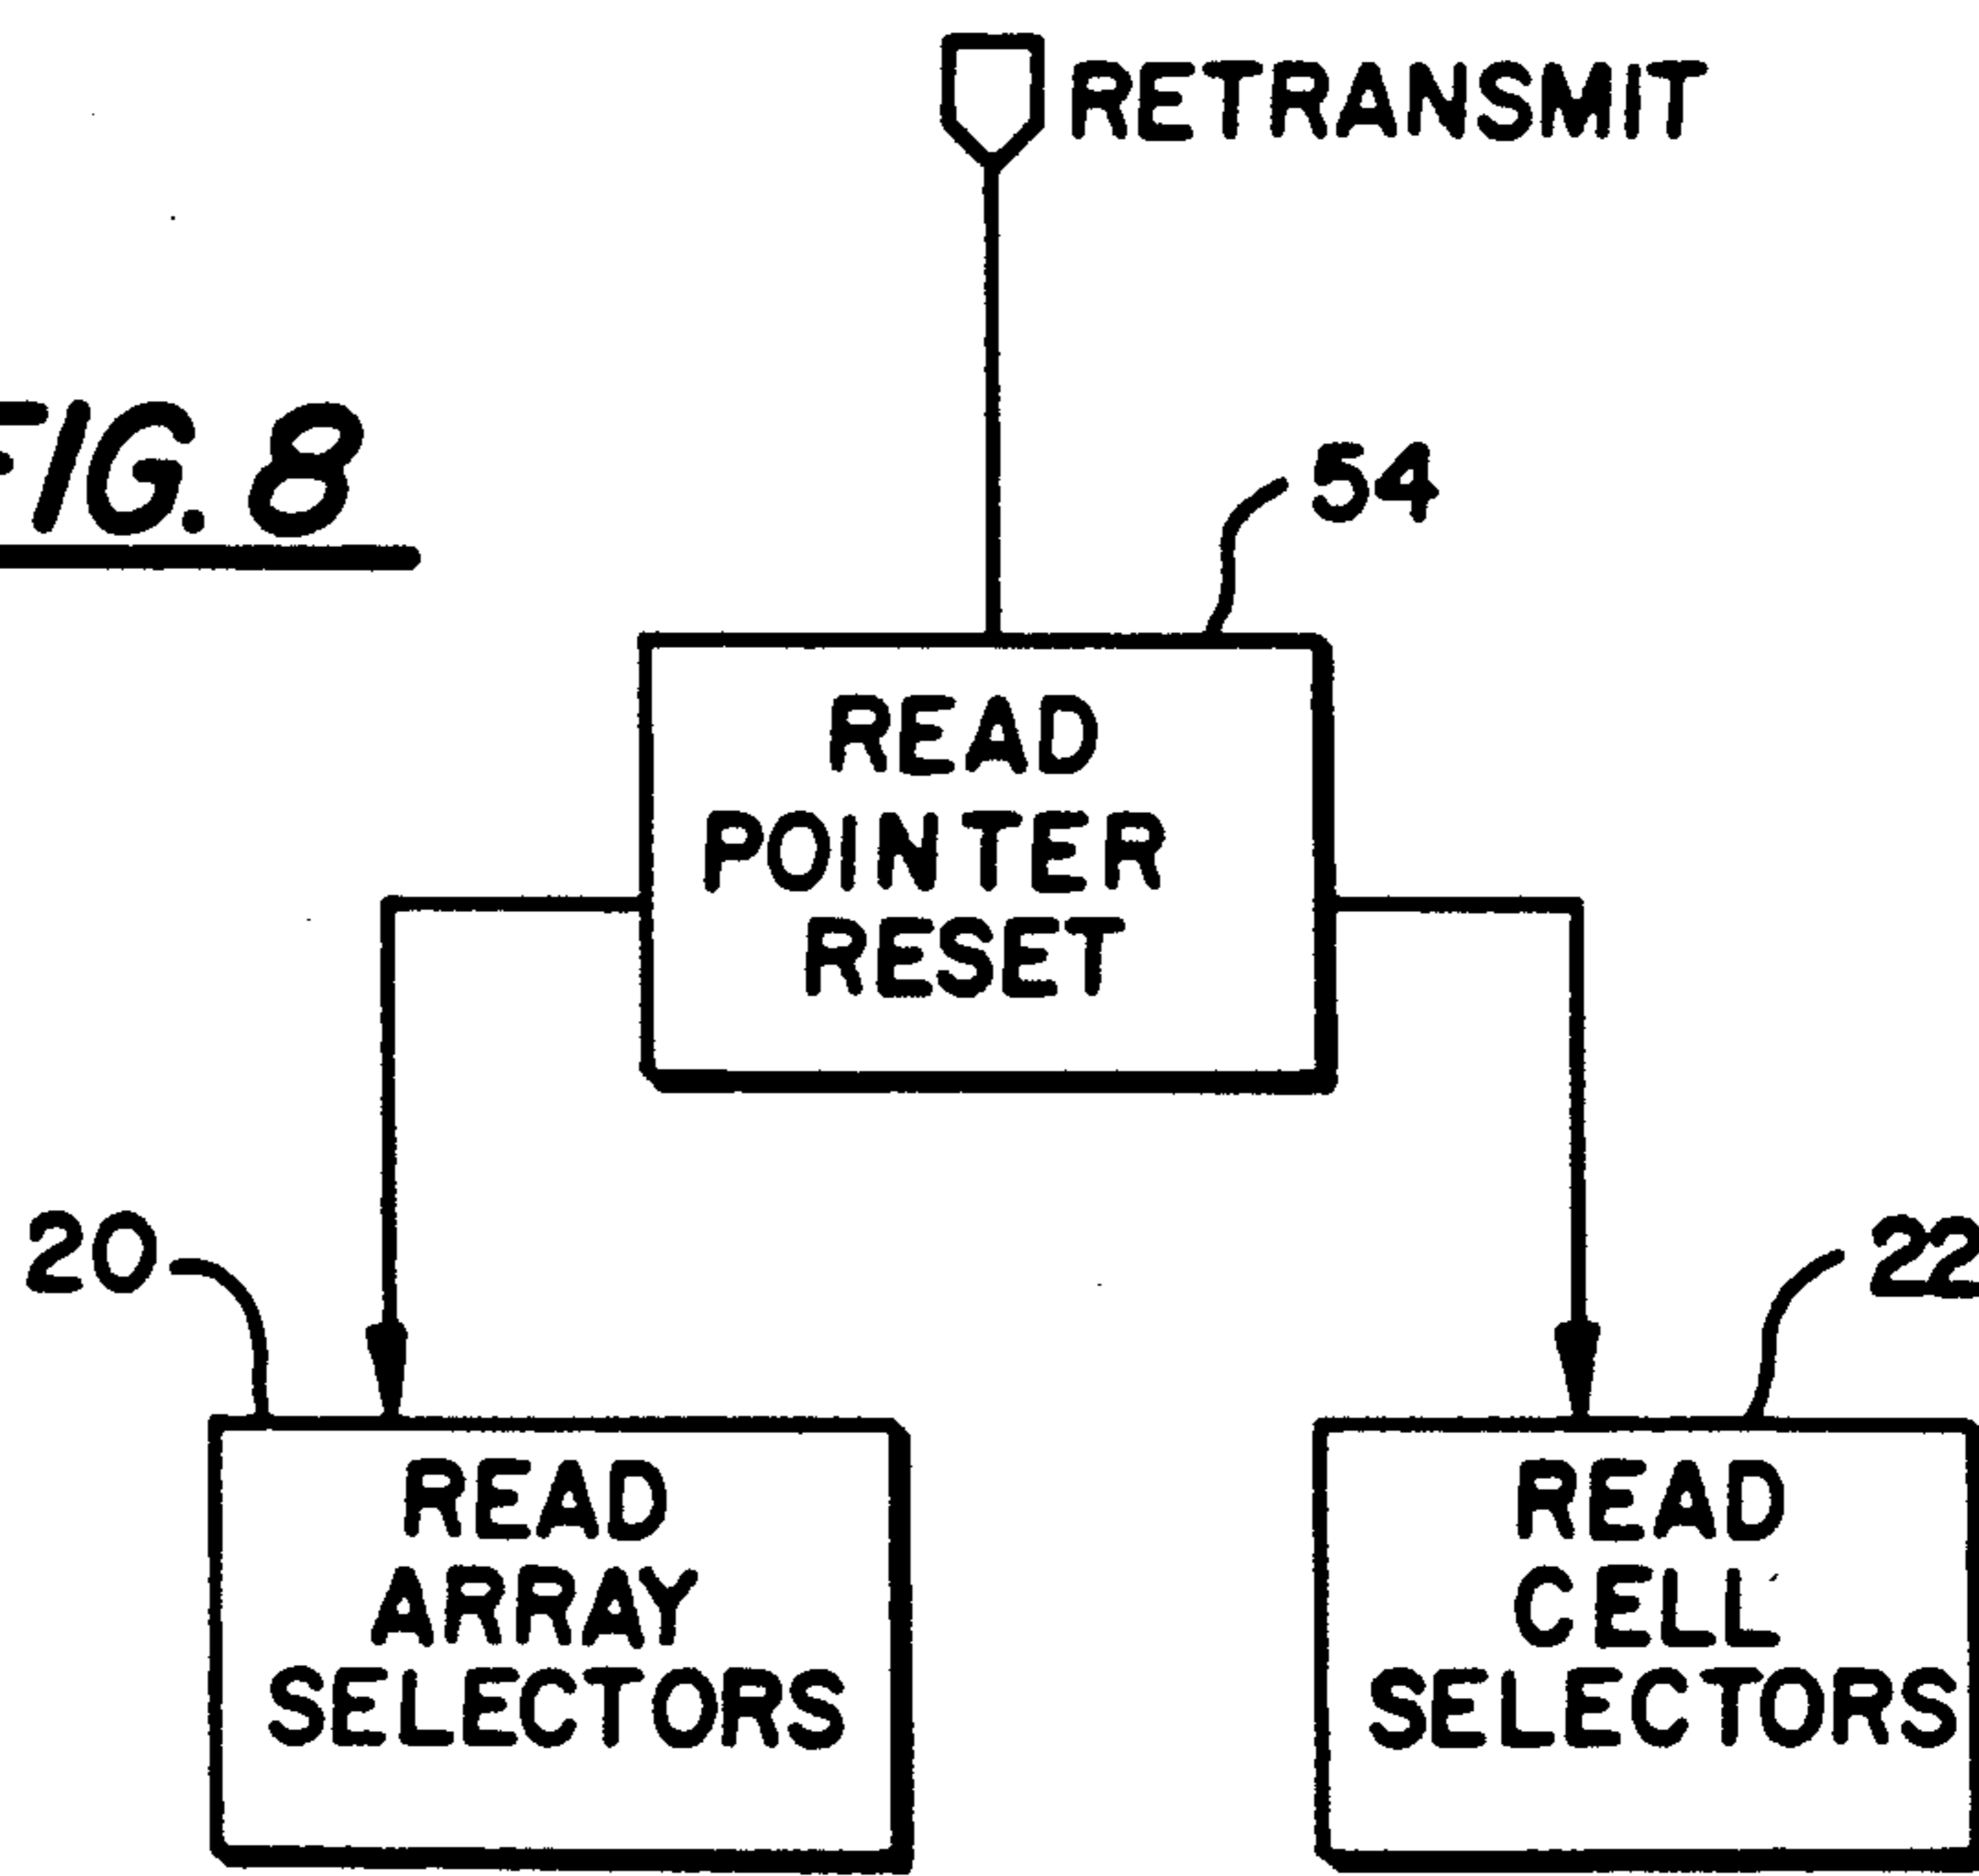 RETRANSMIT
FIG. 8
54
READ
POINTER
RESET
20
22
READ
ARRAY
SELECTORS
READ
CELL
SELECTORS